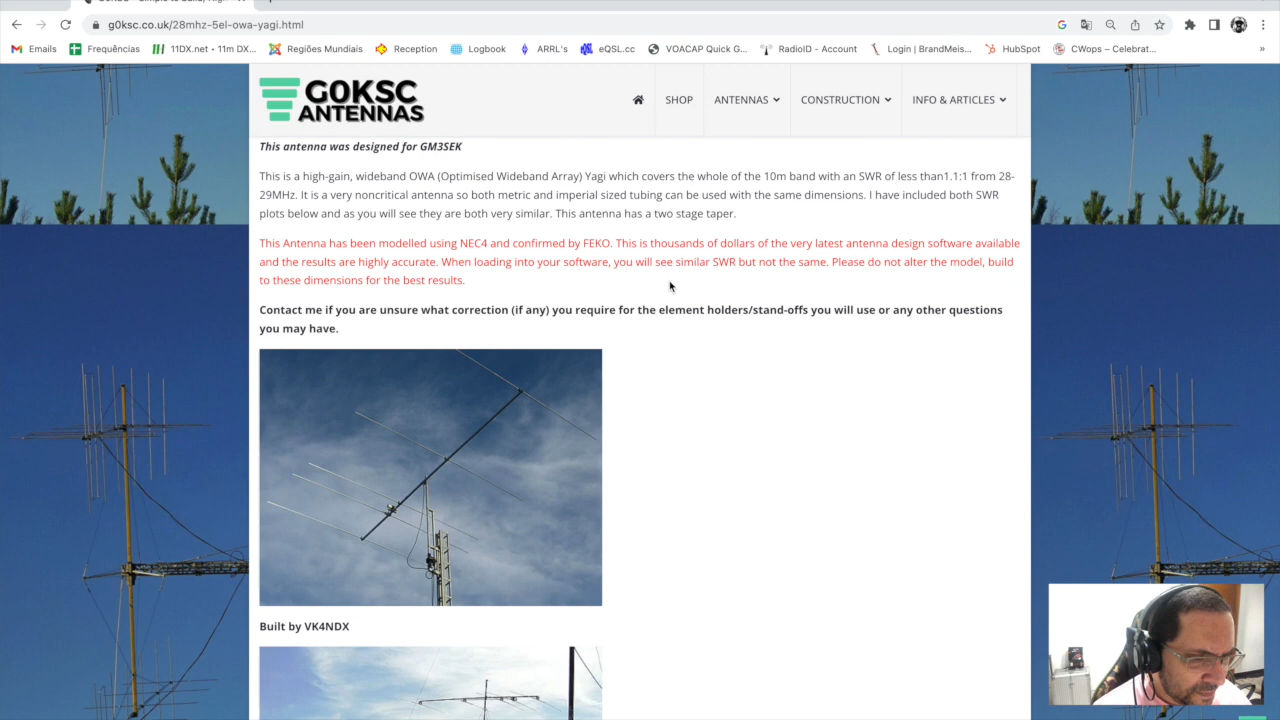 g0ksc.co.uk/28mhz-5el-owa-yagi.html
Emails Frequências 11DX.net • 11m DX... Regiões Mundiais Reception Logbook ARRL's eQSL.cc VOACAP Quick G... RadioID - Account Login | BrandMeis... HubSpot CWops – Celebrat... »
G0KSC
ANTENNAS
SHOP ANTENNAS CONSTRUCTION INFO & ARTICLES
This antenna was designed for GM3SEK
This is a high-gain, wideband OWA (Optimised Wideband Array) Yagi which covers the whole of the 10m band with an SWR of less than1.1:1 from 28-
29MHz. It is a very noncritical antenna so both metric and imperial sized tubing can be used with the same dimensions. I have included both SWR
plots below and as you will see they are both very similar. This antenna has a two stage taper.
This Antenna has been modelled using NEC4 and confirmed by FEKO. This is thousands of dollars of the very latest antenna design software available
and the results are highly accurate. When loading into your software, you will see similar SWR but not the same. Please do not alter the model, build
to these dimensions for the best results.
Contact me if you are unsure what correction (if any) you require for the element holders/stand-offs you will use or any other questions
you may have.
Built by VK4NDX